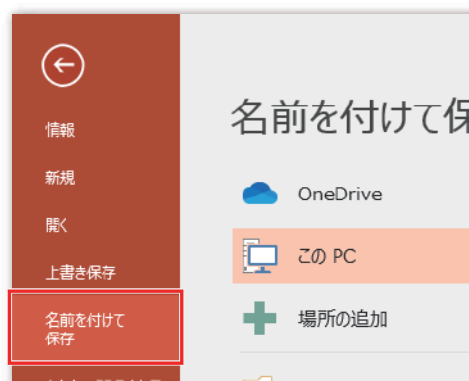 情報
新規
開く
上書き保存
名前を付けて
保存
名前を付けて保
OneDrive
この PC
場所の追加